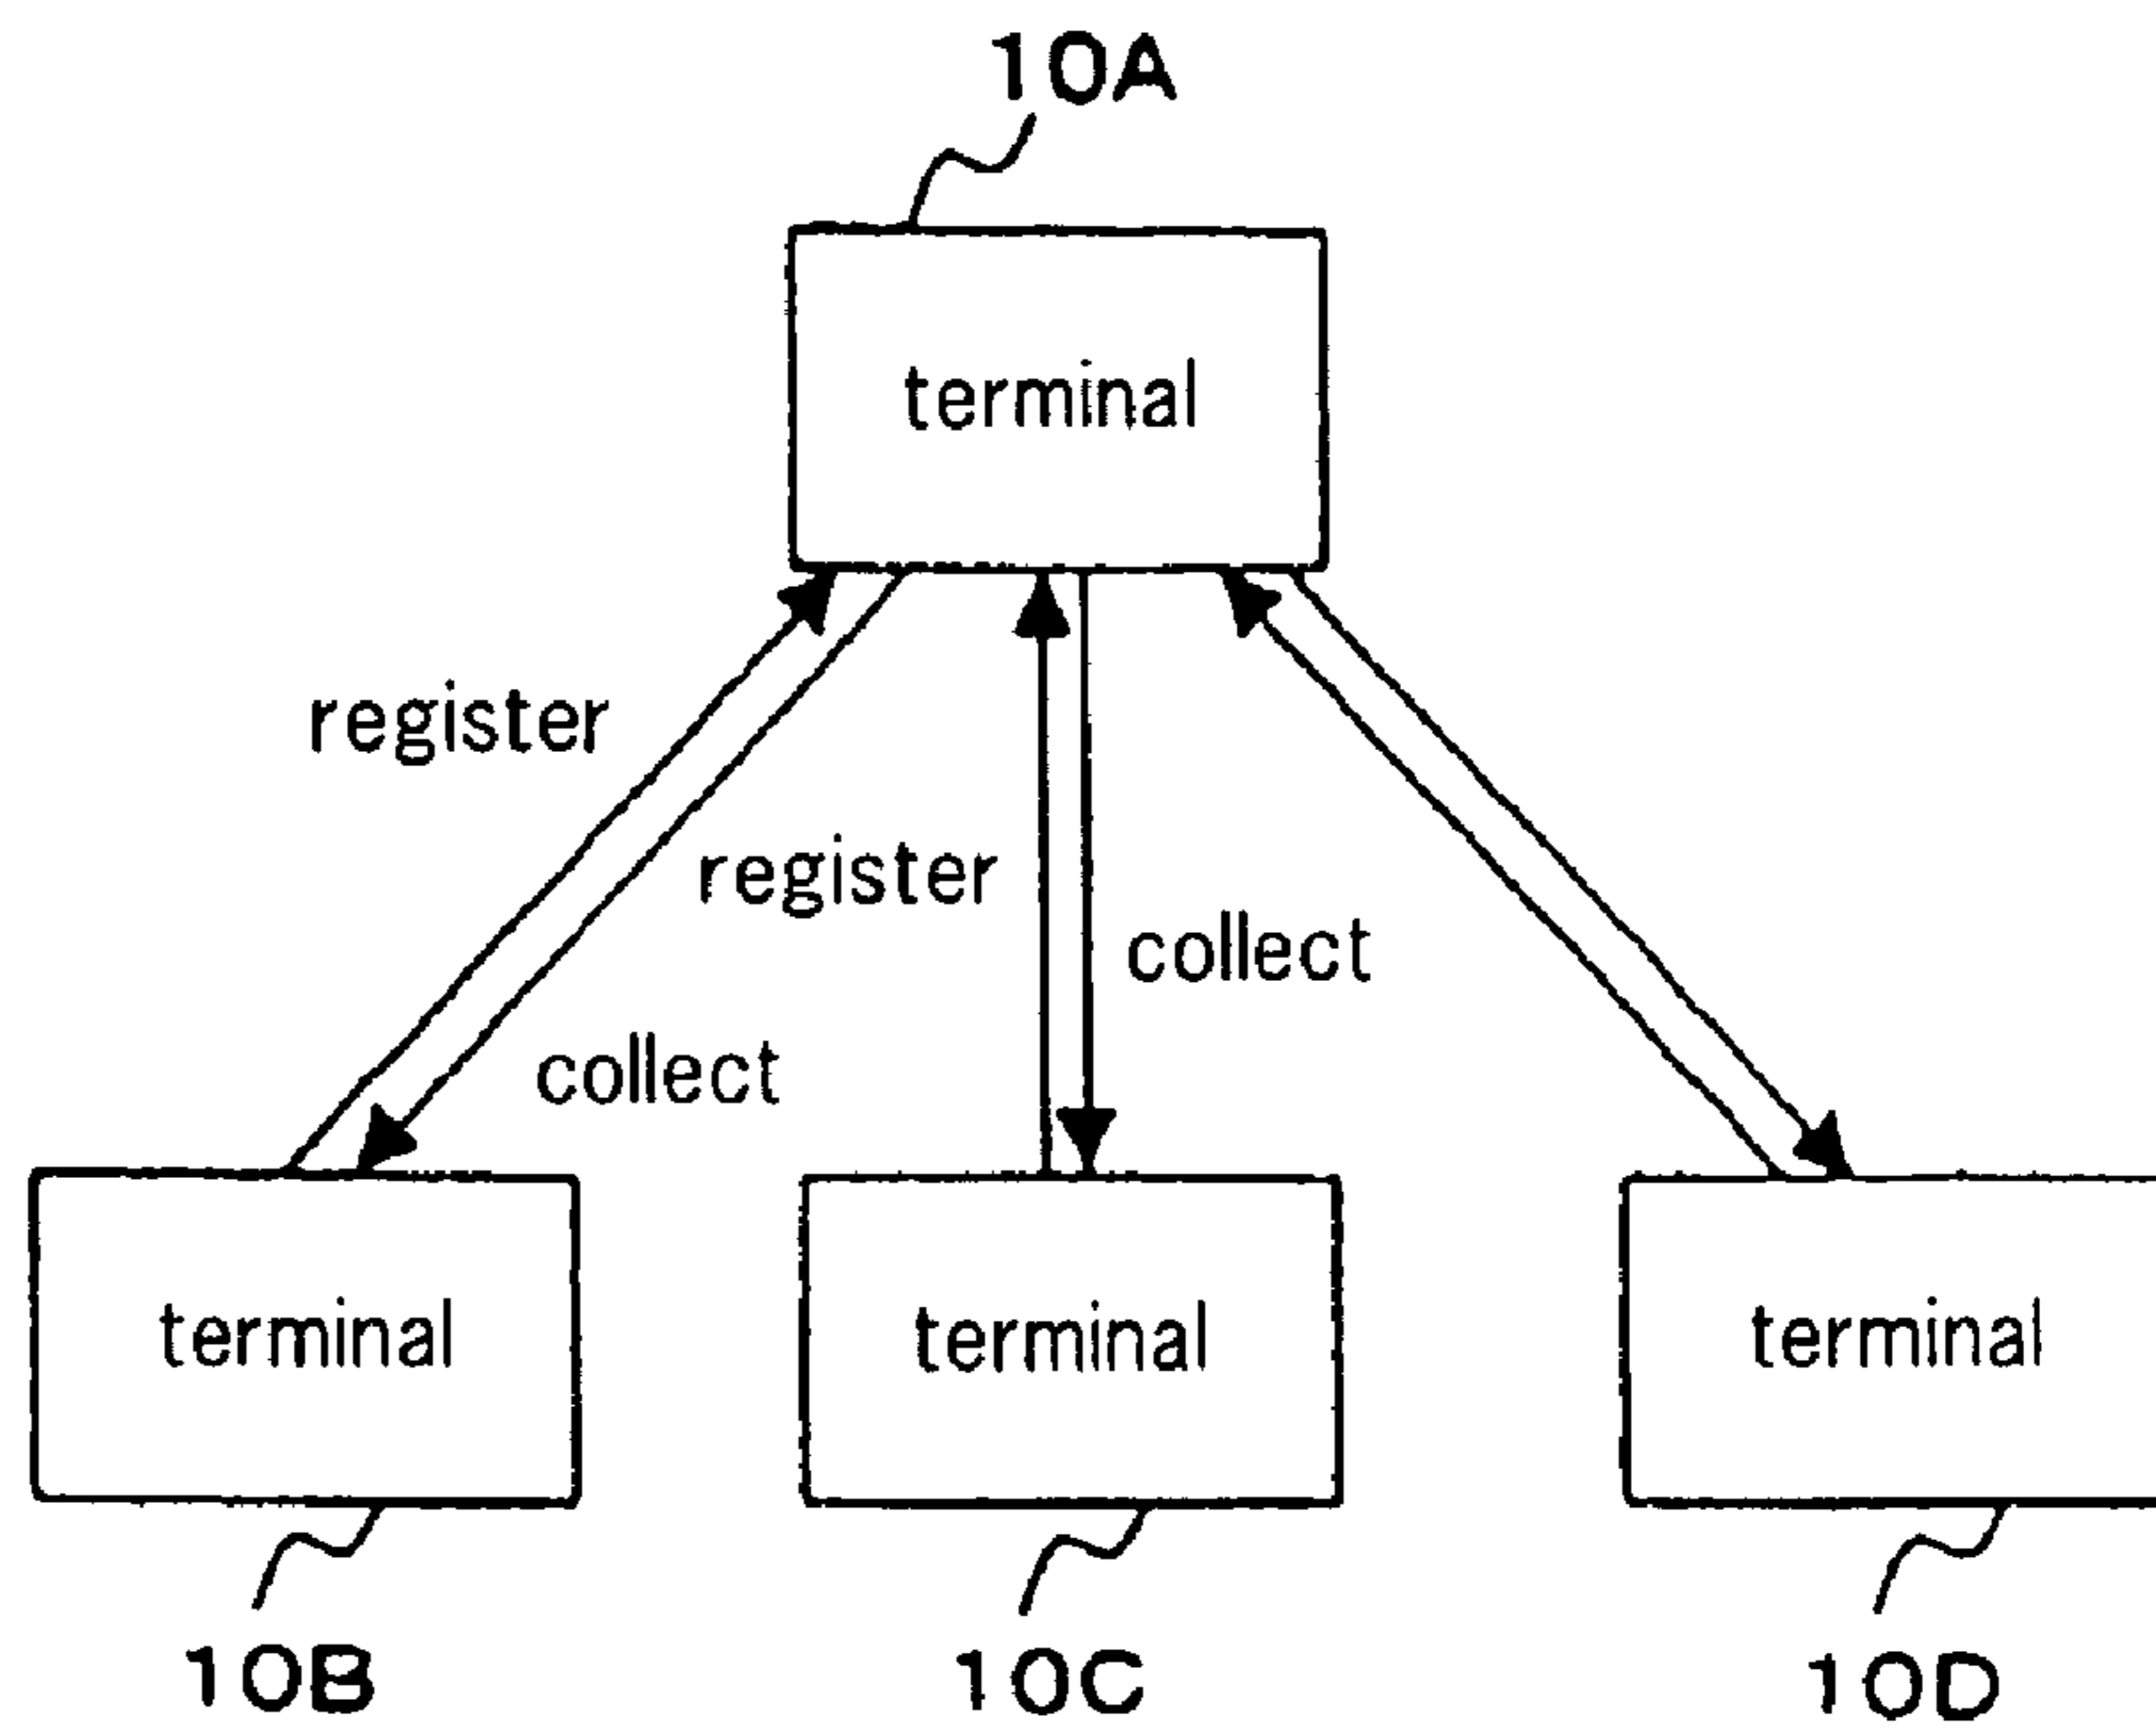 10A
terminal
register
register
collect
collect
terminal
terminal
terminal
10B
10C
10D